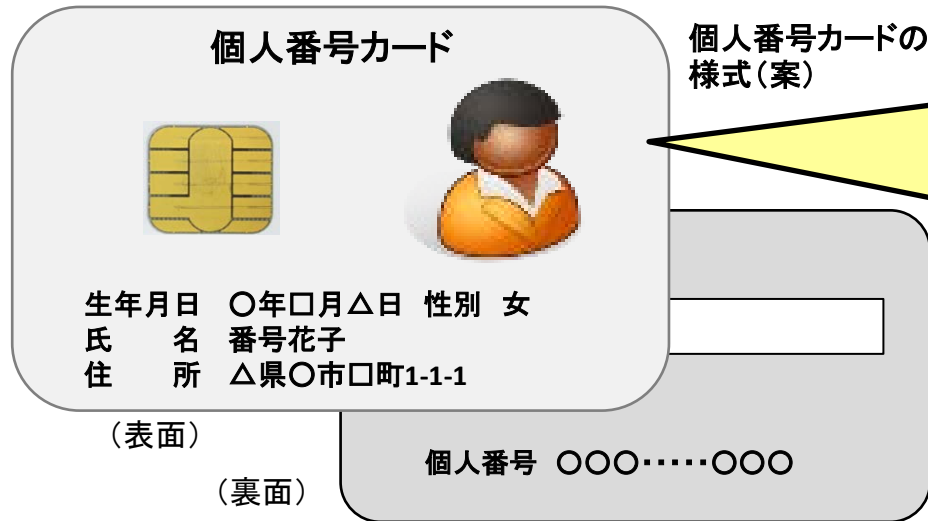 個人番号カード
個人番号カードの
様式（案）
生年月日　○年□月△日　性別　女
氏　　名　番号花子
住　　所　△県○市□町1-1-1
（表面）
個人番号　○○○‥‥‥○○○
（裏面）